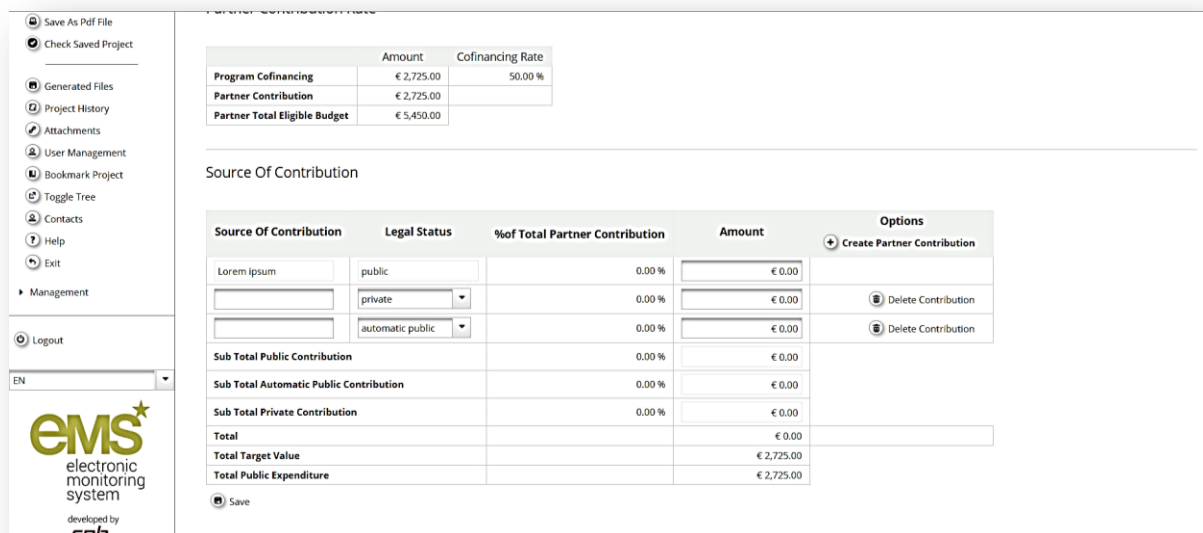 Save As Pdf File
Check Saved Project
Generated Files
Project History
Attachments
User Management
Bookmark Project
Toggle Tree
Contacts
Help
Exit
Management
Logout
EN
eMS
electronic
monitoring
system
developed by
Partner Contribution Rate
Amount Cofinancing Rate
Program Cofinancing € 2,725.00 50.00 %
Partner Contribution € 2,725.00
Partner Total Eligible Budget € 5,450.00
Source Of Contribution
Source Of Contribution Legal Status %of Total Partner Contribution Amount Options
Create Partner Contribution
Lorem ipsum public 0.00 % € 0.00
private 0.00 % € 0.00 Delete Contribution
automatic public 0.00 % € 0.00 Delete Contribution
Sub Total Public Contribution 0.00 % € 0.00
Sub Total Automatic Public Contribution 0.00 % € 0.00
Sub Total Private Contribution 0.00 % € 0.00
Total € 0.00
Total Target Value € 2,725.00
Total Public Expenditure € 2,725.00
Save